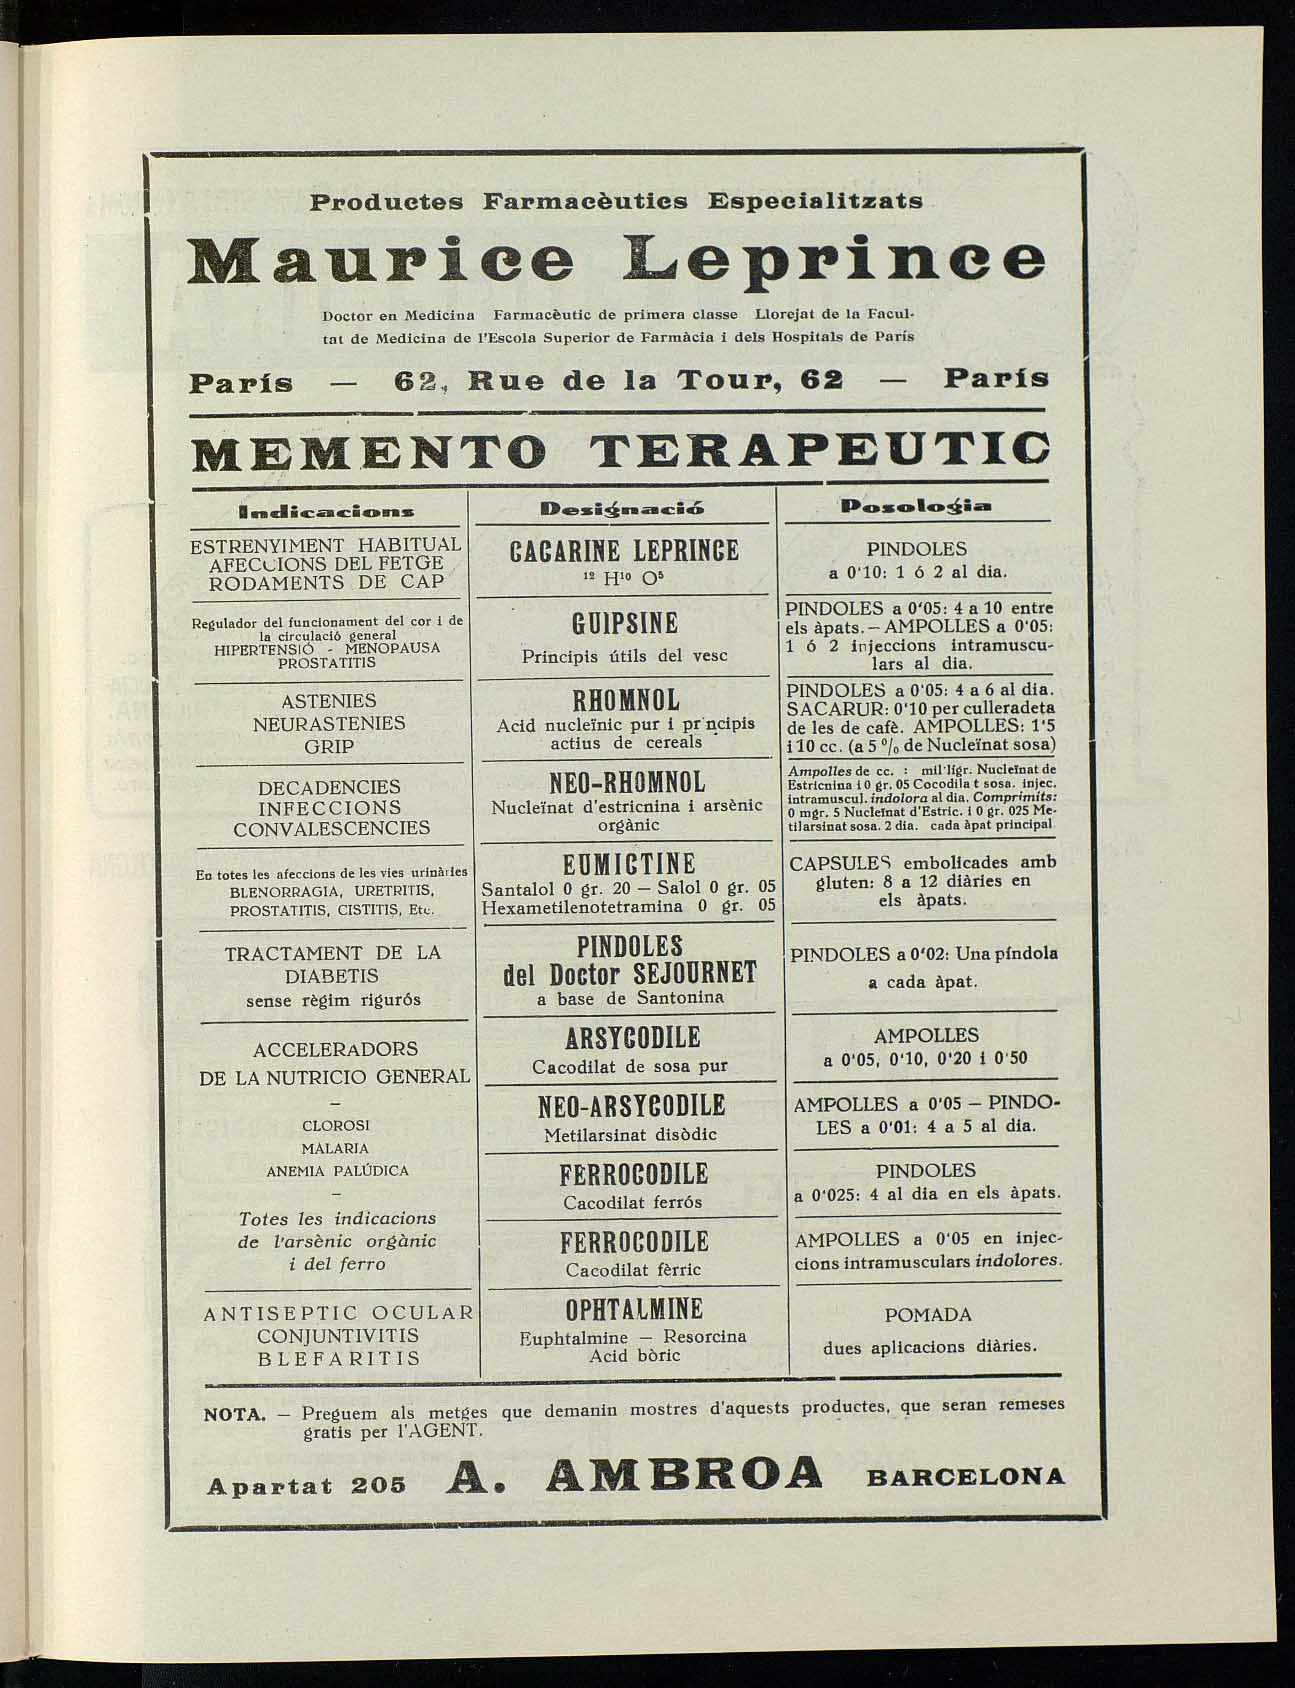 Productes Farmacèutics Especialitzats
Maurice Leprince
Doctor en Medicina Farmacèutic de primera classe Llorejat de la Facul-
tat de Medicina de l'Escola Superior de Farmàcia i dels Hospitals de París
París — 62, Rue de la Tour, 62 — París
MEMENTO TERAPEUTIC
Indicacions
Designació
Posologia
ESTRENYIMENT HABITUAL
AFECCIONS DEL FETGE
RODAMENTS DE CAP
CACARINE LEPRINCE
12 H10 O5
PINDOLES
a 0'10: 1 ó 2 al dia.
Regulador del funcionament del cor i de
la circulació general
HIPERTENSIÓ - MENOPAUSA
PROSTATITIS
GUIPSINE
Principis útils del vesc
PINDOLES a 0'05: 4 a 10 entre
els àpats. — AMPOLLES a 0'05:
1 ó 2 injeccions intramuscu-
lars al dia.
ASTENIES
NEURASTENIES
GRIP
RHOMNOL
Acid nucleïnic pur i pr'ncipis
actius de cereals
PINDOLES a 0'05: 4 a 6 al dia.
SACARUR: 0'10 per culleradeta
de les de cafè. AMPOLLES: 1'5
i 10 cc. (a 5 % de Nucleïnat sosa)
DECADENCIES
INFECCIONS
CONVALESCENCIES
NEO-RHOMNOL
Nucleïnat d'estricnina i arsènic
orgànic
Ampolles de cc. : mil'lígr. Nucleïnat de
Estricnina i 0 gr. 05 Cocodila t sosa. injec.
intramuscul. indolora al dia. Comprimits:
0 mgr. 5 Nucleïnat d'Estric. i 0 gr. 025 Me-
tilarsinat sosa. 2 dia. cada àpat principal
En totes les afeccions de les vies urinàries
BLENORRAGIA, URETRITIS,
PROSTATITIS, CISTITIS, Etc.
EUMICTINE
Santalol 0 gr. 20 — Salol 0 gr. 05
Hexametilenotetramina 0 gr. 05
CAPSULES embolicades amb
gluten: 8 a 12 diàries en
els àpats.
TRACTAMENT DE LA
DIABETIS
sense règim rigurós
PINDOLES
del Doctor SEJOURNET
a base de Santonina
PINDOLES a 0'02: Una píndola
a cada àpat.
ACCELERADORS
DE LA NUTRICIO GENERAL
—
CLOROSI
MALARIA
ANEMIA PALÚDICA
—
Totes les indicacions
de l'arsènic orgànic
i del ferro
ARSYCODILE
Cacodilat de sosa pur
AMPOLLES
a 0'05, 0'10, 0'20 i 0'50
NEO-ARSYCODILE
Metilarsinat disòdic
AMPOLLES a 0'05 — PINDO-
LES a 0'01: 4 a 5 al dia.
FERROCODILE
Cacodilat ferrós
PINDOLES
a 0'025: 4 al dia en els àpats.
FERROCODILE
Cacodilat fèrric
AMPOLLES a 0'05 en injec-
cions intramusculars indolores.
ANTISEPTIC OCULAR
CONJUNTIVITIS
BLEFARITIS
OPHTALMINE
Euphtalmine — Resorcina
Acid bòric
POMADA
dues aplicacions diàries.
NOTA. — Preguem als metges que demanin mostres d'aquests productes, que seran remeses
gratis per l'AGENT.
Apartat 205 A. AMBROA BARCELONA